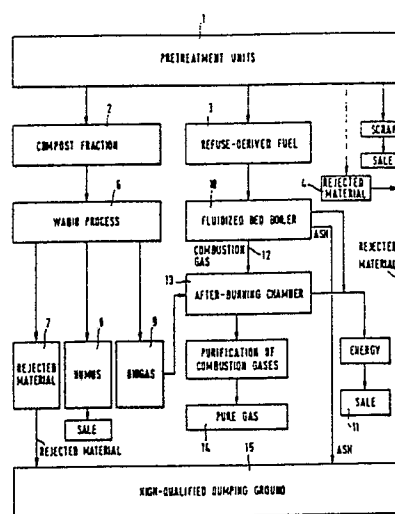 1
PRETREATMENT UNITS
2
COMPOST FRACTION
3
REFUSE-DERIVED FUEL
SCRAP
SALE
4
REJECTED
MATERIAL
6
WABIO PROCESS
10
FLUIDIZED BED BOILER
ASH
REJECTED
MATERIAL
COMBUSTION
GAS
12
13
AFTER-BURNING CHAMBER
7
REJECTED
MATERIAL
8
HUMUS
9
BIOGAS
PURIFICATION OF
COMBUSTION GASES
ENERGY
SALE
PURE GAS
SALE
11
14
REJECTED MATERIAL
15
ASH
HIGH-QUALIFIED DUMPING GROUND